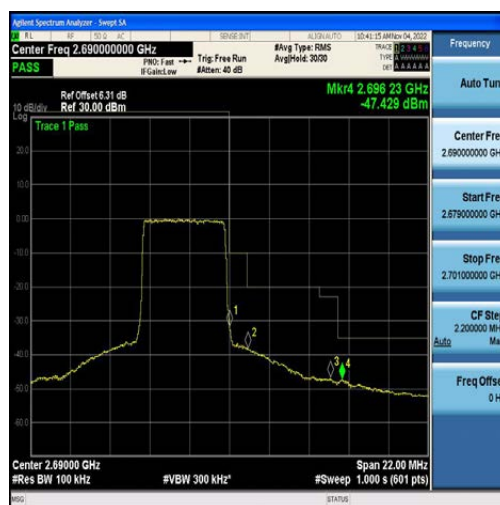 Agilent Spectrum Analyzer - Swept SA
RL RF 50 Ω AC SENSE:INT ALIGNAUTO 10:41:15 AM Nov 04, 2022
Center Freq 2.690000000 GHz
PASS
PNO: Fast
IFGain:Low
Trig: Free Run
#Atten: 40 dB
#Avg Type: RMS
Avg|Hold: 30/30
TRACE 1 2 3 4 5 6
TYPE
DET A A A A A A
Mkr4 2.696 23 GHz
-47.429 dBm
Ref Offset 6.31 dB
Ref 30.00 dBm
10 dB/div
Log
Trace 1 Pass
20.0
10.0
0.00
-10.0
-20.0
-30.0
-40.0
-50.0
-60.0
1
2
3
4
Center 2.69000 GHz
#Res BW 100 kHz
#VBW 300 kHz*
Span 22.00 MHz
#Sweep 1.000 s (601 pts)
MSG
STATUS
Frequency
Auto Tun
Center Fre
2.690000000 GH
Start Fre
2.679000000 GH
Stop Fre
2.701000000 GH
CF Ste
2.200000 MH
Auto Ma
Freq Offse
0 H